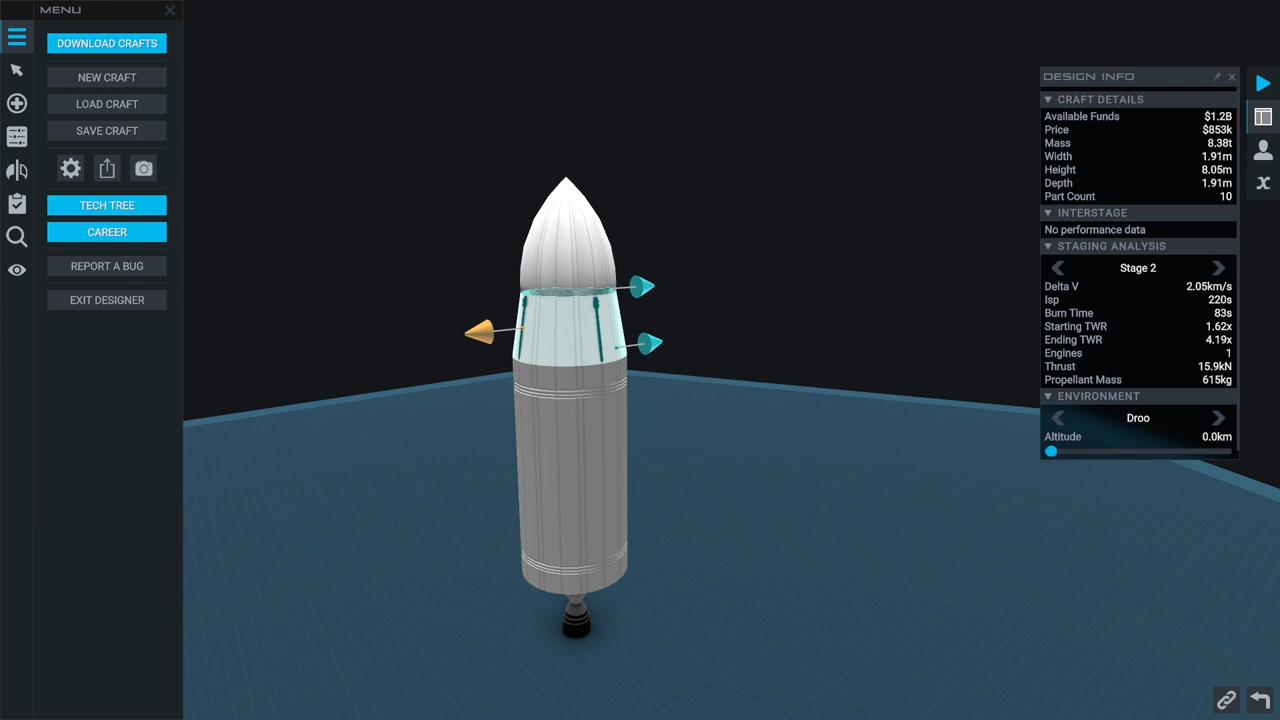 MENU
DOWNLOAD CRAFTS
NEW CRAFT
LOAD CRAFT
SAVE CRAFT
TECH TREE
CAREER
REPORT A BUG
EXIT DESIGNER
DESIGN INFO
CRAFT DETAILS
Available Funds $1.2B
Price $853k
Mass 8.38t
Width 1.91m
Height 8.05m
Depth 1.91m
Part Count 10
INTERSTAGE
No performance data
STAGING ANALYSIS
Stage 2
Delta V 2.05km/s
Isp 220s
Burn Time 83s
Starting TWR 1.62x
Ending TWR 4.19x
Engines 1
Thrust 15.9kN
Propellant Mass 615kg
ENVIRONMENT
Droo
Altitude 0.0km